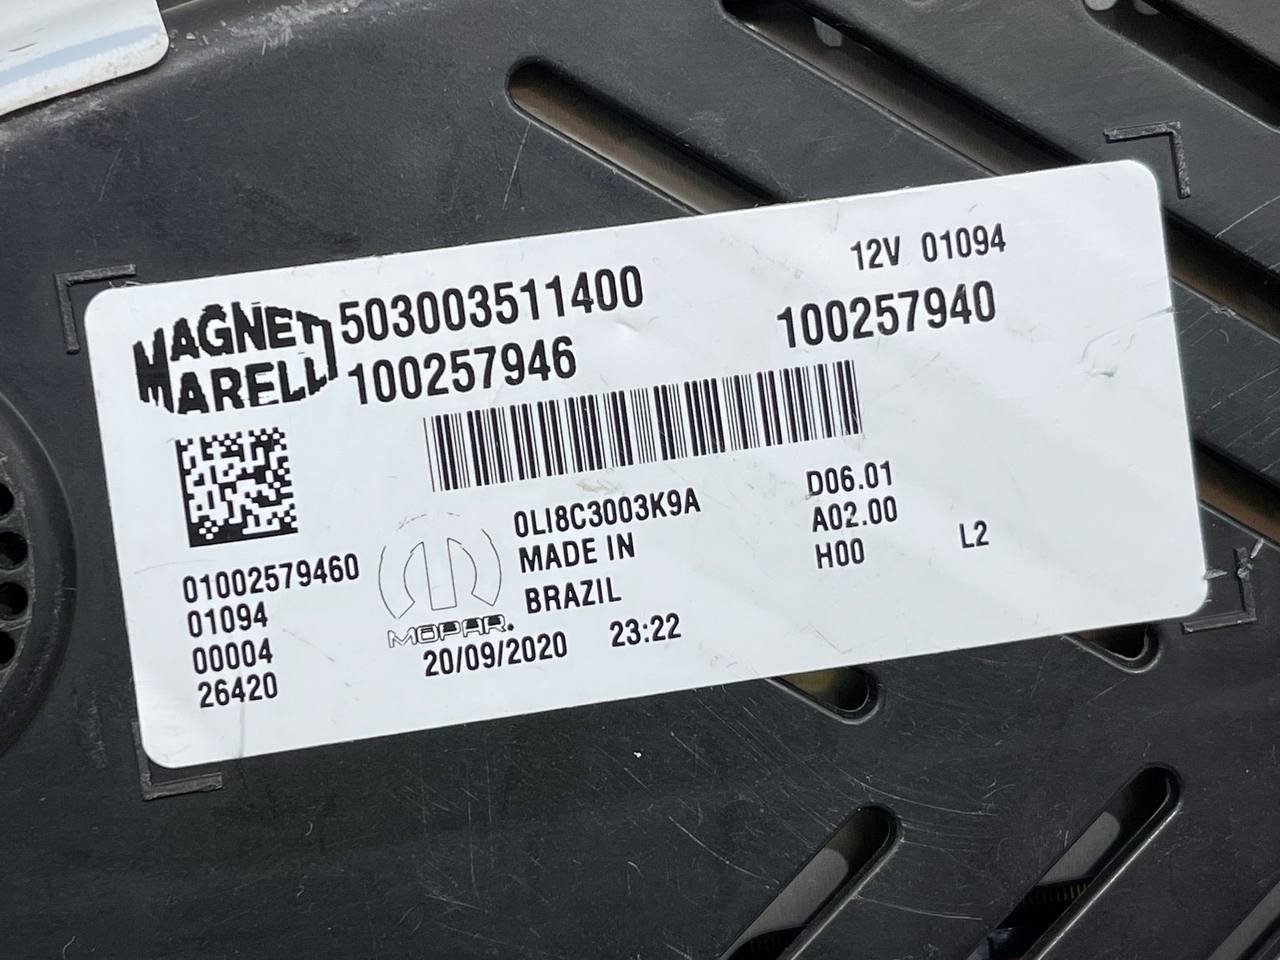 12V 01094
MAGNETI MARELLI
503003511400
100257946
100257940
0LI8C3003K9A
MADE IN
BRAZIL
D06.01
A02.00
H00
L2
01002579460
01094
00004
26420
MOPAR.
20/09/2020 23:22